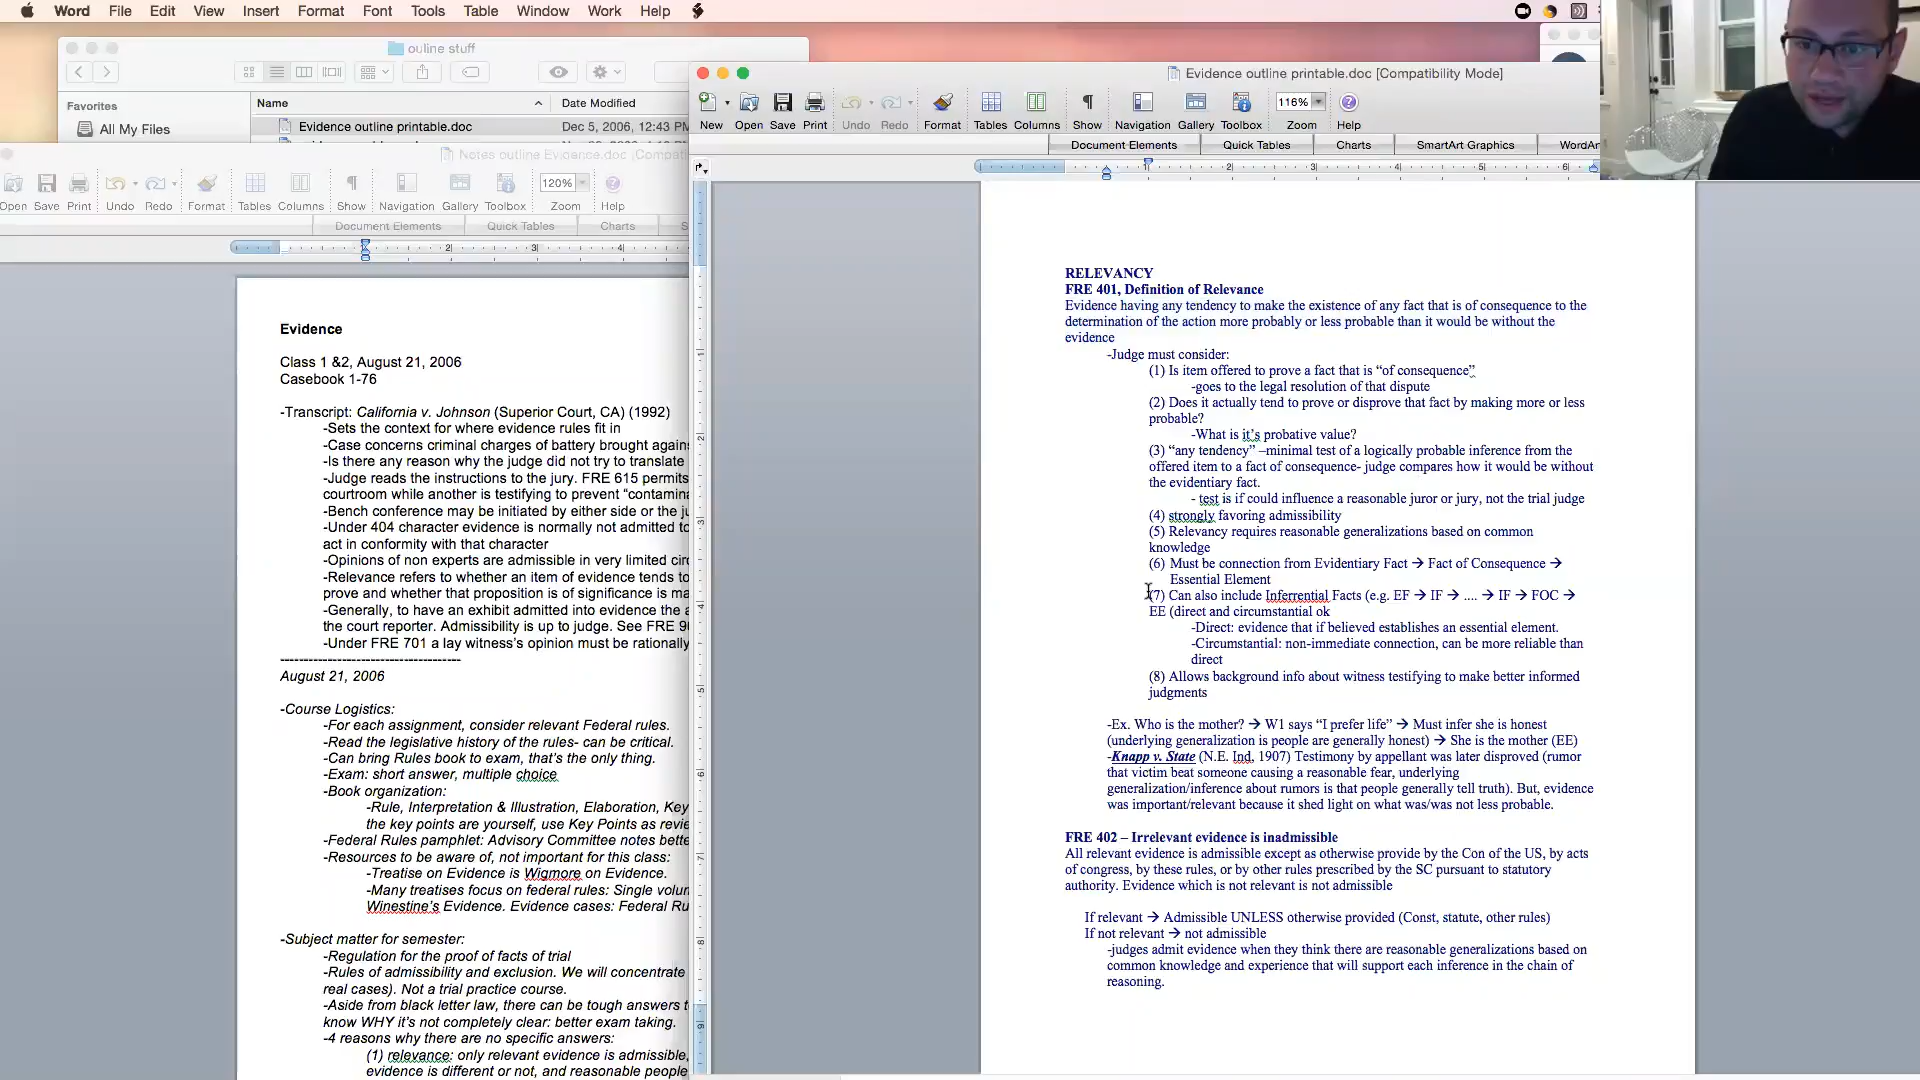 Word File Edit View Insert Format Font Tools Table Window Work Help
ouline stuff
Favorites
All My Files
Name
Date Modified
Evidence outline printable.doc
Dec 5, 2006, 12:43 PM
Notes outline Evidence.doc [Compati
Open Save Print Undo Redo Format Tables Columns Show Navigation Gallery Toolbox Zoom Help
120%
Document Elements Quick Tables Charts S
2 3 4
Evidence
Class 1 &2, August 21, 2006
Casebook 1-76
-Transcript: California v. Johnson (Superior Court, CA) (1992)
-Sets the context for where evidence rules fit in
-Case concerns criminal charges of battery brought agains
-Is there any reason why the judge did not try to translate
-Judge reads the instructions to the jury. FRE 615 permits
courtroom while another is testifying to prevent “contamina
-Bench conference may be initiated by either side or the ju
-Under 404 character evidence is normally not admitted to
act in conformity with that character
-Opinions of non experts are admissible in very limited circ
-Relevance refers to whether an item of evidence tends to
prove and whether that proposition is of significance is ma
-Generally, to have an exhibit admitted into evidence the a
the court reporter. Admissibility is up to judge. See FRE 90
-Under FRE 701 a lay witness’s opinion must be rationally
--------------------------------------
August 21, 2006
-Course Logistics:
-For each assignment, consider relevant Federal rules.
-Read the legislative history of the rules- can be critical.
-Can bring Rules book to exam, that’s the only thing.
-Exam: short answer, multiple choice
-Book organization:
-Rule, Interpretation & Illustration, Elaboration, Key
the key points are yourself, use Key Points as revie
-Federal Rules pamphlet: Advisory Committee notes bette
-Resources to be aware of, not important for this class:
-Treatise on Evidence is Wigmore on Evidence.
-Many treatises focus on federal rules: Single volun
Winestine’s Evidence. Evidence cases: Federal Ru
-Subject matter for semester:
-Regulation for the proof of facts of trial
-Rules of admissibility and exclusion. We will concentrate
real cases). Not a trial practice course.
-Aside from black letter law, there can be tough answers t
know WHY it’s not completely clear: better exam taking.
-4 reasons why there are no specific answers:
(1) relevance: only relevant evidence is admissible,
evidence is different or not, and reasonable people
Evidence outline printable.doc [Compatibility Mode]
New Open Save Print Undo Redo Format Tables Columns Show Navigation Gallery Toolbox Zoom Help
116%
Document Elements Quick Tables Charts SmartArt Graphics WordAr
1 2 3 4 5 6
RELEVANCY
FRE 401, Definition of Relevance
Evidence having any tendency to make the existence of any fact that is of consequence to the
determination of the action more probably or less probable than it would be without the
evidence
-Judge must consider:
(1) Is item offered to prove a fact that is “of consequence”
-goes to the legal resolution of that dispute
(2) Does it actually tend to prove or disprove that fact by making more or less
probable?
-What is it’s probative value?
(3) “any tendency” –minimal test of a logically probable inference from the
offered item to a fact of consequence- judge compares how it would be without
the evidentiary fact.
- test is if could influence a reasonable juror or jury, not the trial judge
(4) strongly favoring admissibility
(5) Relevancy requires reasonable generalizations based on common
knowledge
(6) Must be connection from Evidentiary Fact → Fact of Consequence →
Essential Element
(7) Can also include Inferrential Facts (e.g. EF → IF → .... → IF → FOC →
EE (direct and circumstantial ok
-Direct: evidence that if believed establishes an essential element.
-Circumstantial: non-immediate connection, can be more reliable than
direct
(8) Allows background info about witness testifying to make better informed
judgments
-Ex. Who is the mother? → W1 says “I prefer life” → Must infer she is honest
(underlying generalization is people are generally honest) → She is the mother (EE)
-Knapp v. State (N.E. Ind, 1907) Testimony by appellant was later disproved (rumor
that victim beat someone causing a reasonable fear, underlying
generalization/inference about rumors is that people generally tell truth). But, evidence
was important/relevant because it shed light on what was/was not less probable.
FRE 402 – Irrelevant evidence is inadmissible
All relevant evidence is admissible except as otherwise provide by the Con of the US, by acts
of congress, by these rules, or by other rules prescribed by the SC pursuant to statutory
authority. Evidence which is not relevant is not admissible
If relevant → Admissible UNLESS otherwise provided (Const, statute, other rules)
If not relevant → not admissible
-judges admit evidence when they think there are reasonable generalizations based on
common knowledge and experience that will support each inference in the chain of
reasoning.